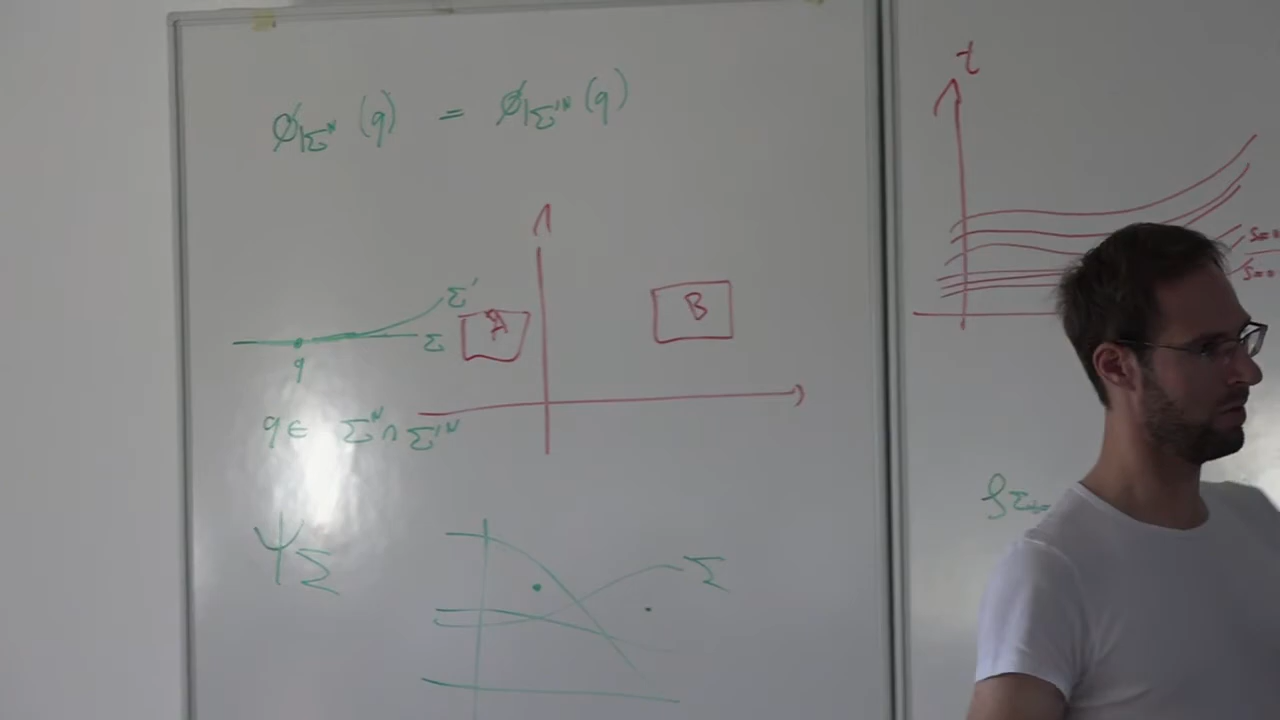 φ|Σᴺ (q) = φ|Σ'ᴺ (q)
t
Σ'
A
B
Σ
q
q ∈ Σᴺ ∩ Σ'ᴺ
Ψ_Σ
Σ